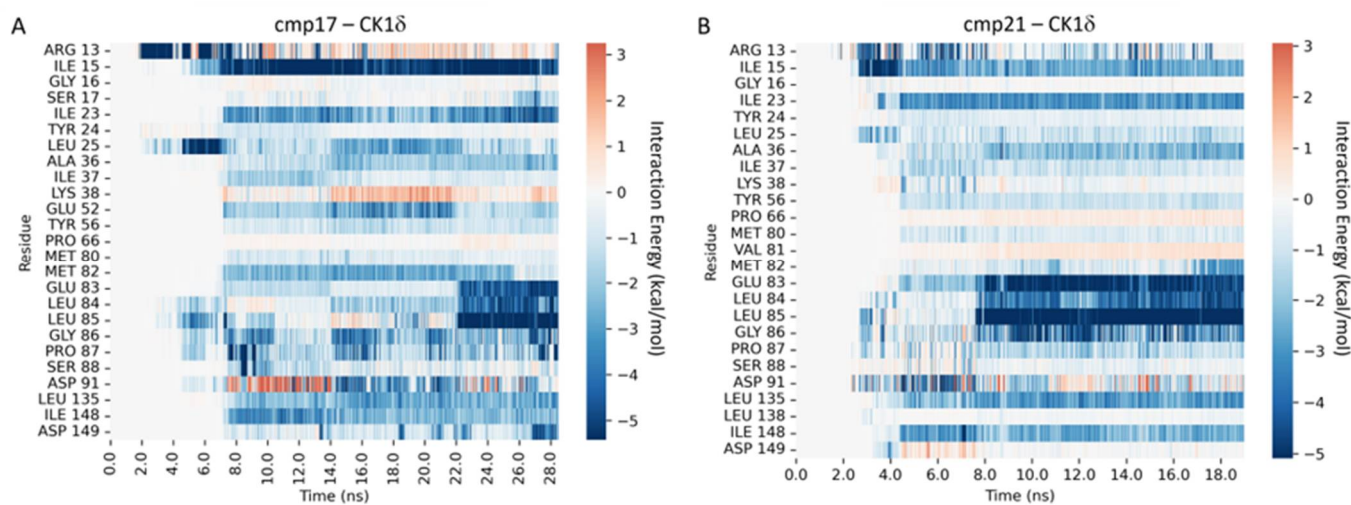 A
cmp17 – CK1δ
Residue
ARG 13
ILE 15
GLY 16
SER 17
ILE 23
TYR 24
LEU 25
ALA 36
ILE 37
LYS 38
GLU 52
TYR 56
PRO 66
MET 80
MET 82
GLU 83
LEU 84
LEU 85
GLY 86
PRO 87
SER 88
ASP 91
LEU 135
ILE 148
ASP 149
0.0 2.0 4.0 6.0 8.0 10.0 12.0 14.0 16.0 18.0 20.0 22.0 24.0 26.0 28.0
Time (ns)
3
2
1
0
−1
−2
−3
−4
−5
Interaction Energy (kcal/mol)
B
cmp21 – CK1δ
Residue
ARG 13
ILE 15
GLY 16
ILE 23
TYR 24
LEU 25
ALA 36
ILE 37
LYS 38
TYR 56
PRO 66
MET 80
VAL 81
MET 82
GLU 83
LEU 84
LEU 85
GLY 86
PRO 87
SER 88
ASP 91
LEU 135
LEU 138
ILE 148
ASP 149
0.0 2.0 4.0 6.0 8.0 10.0 12.0 14.0 16.0 18.0
Time (ns)
3
2
1
0
−1
−2
−3
−4
−5
Interaction Energy (kcal/mol)